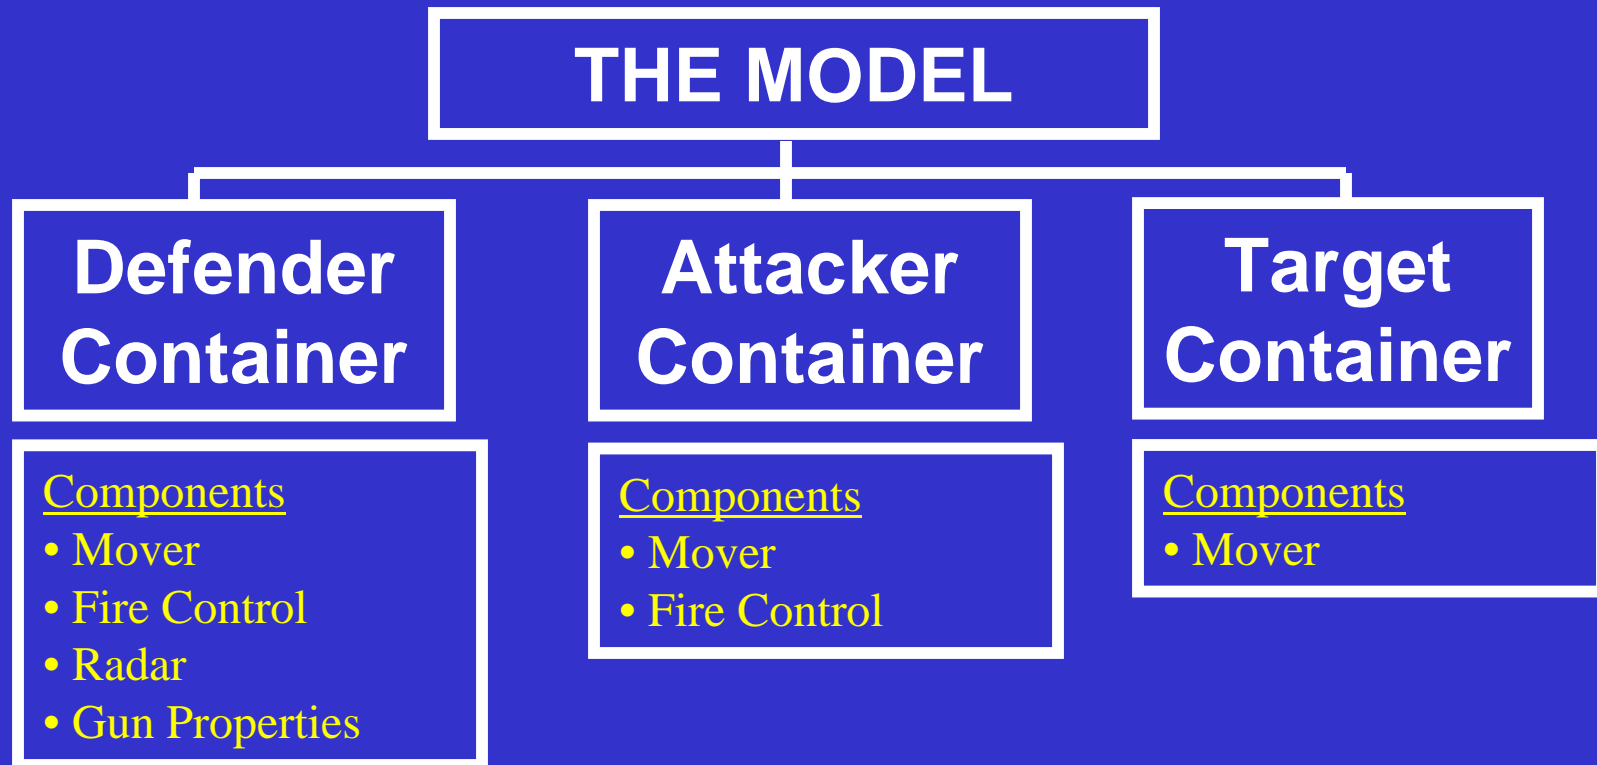 THE MODEL
Defender
Container
Attacker
Container
Target
Container
Components
• Mover
• Fire Control
• Radar
• Gun Properties
Components
• Mover
• Fire Control
Components
• Mover